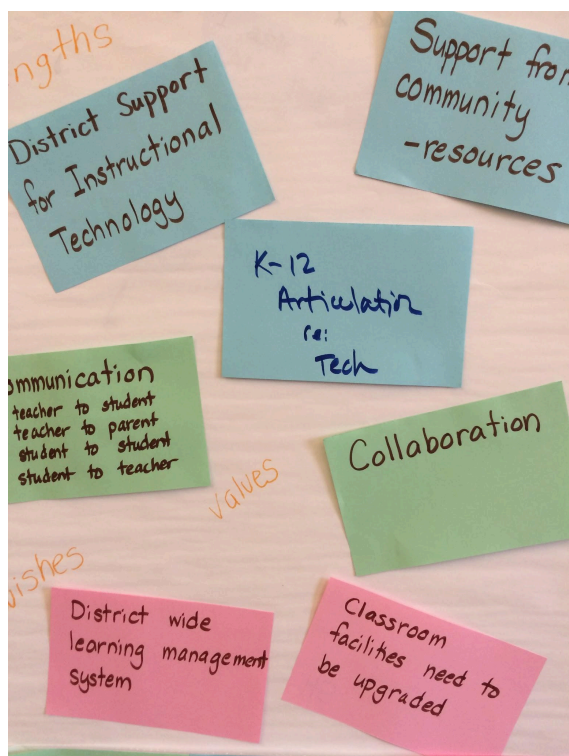 ngths
District Support
for Instructional
Technology
Support from
community
-resources
K-12
Articulation
re:
Tech
ommunication
teacher to student
teacher to parent
student to student
student to teacher
Collaboration
values
wishes
District wide
learning management
system
Classroom
facilities need to
be upgraded